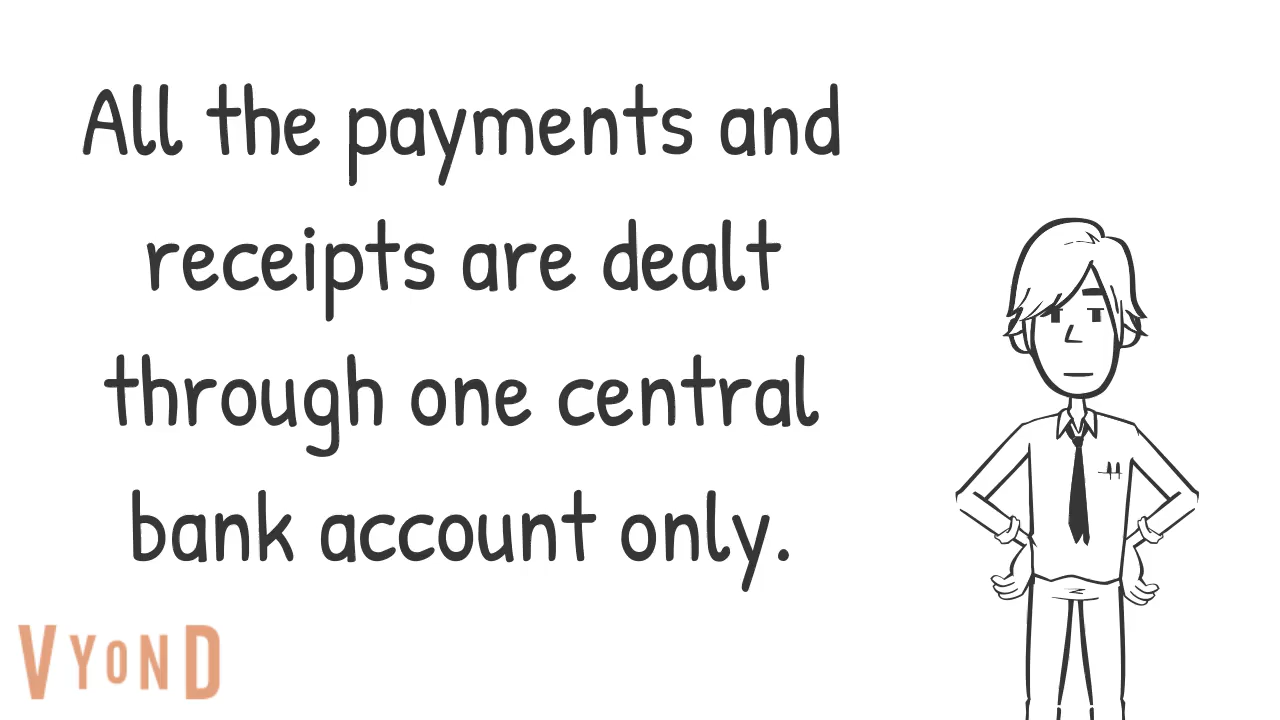 All the payments and
receipts are dealt
through one central
bank account only.
VYOND